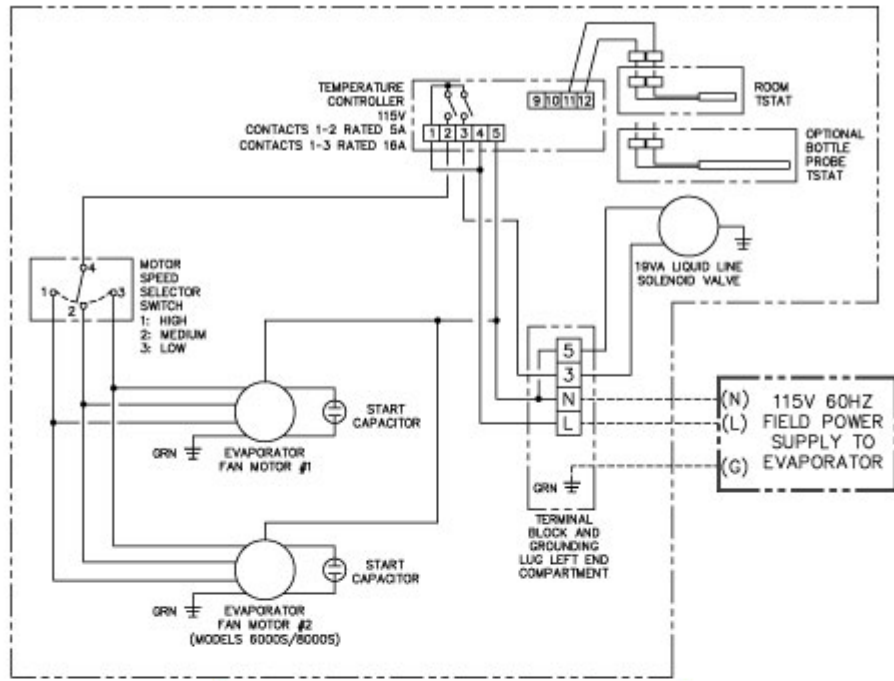 TEMPERATURE
CONTROLLER
115V
CONTACTS 1-2 RATED 5A
CONTACTS 1-3 RATED 16A
1 2 3 4 5
9 10 11 12
ROOM
TSTAT
OPTIONAL
BOTTLE
PROBE
TSTAT
19VA LIQUID LINE
SOLENOID VALVE
4
1
2
3
MOTOR
SPEED
SELECTOR
SWITCH
1: HIGH
2: MEDIUM
3: LOW
START
CAPACITOR
GRN
EVAPORATOR
FAN MOTOR #1
START
CAPACITOR
GRN
EVAPORATOR
FAN MOTOR #2
(MODELS 6000S/8000S)
5
3
N
L
GRN
TERMINAL
BLOCK AND
GROUNDING
LUG LEFT END
COMPARTMENT
(N)
(L)
(G)
115V 60HZ
FIELD POWER
SUPPLY TO
EVAPORATOR